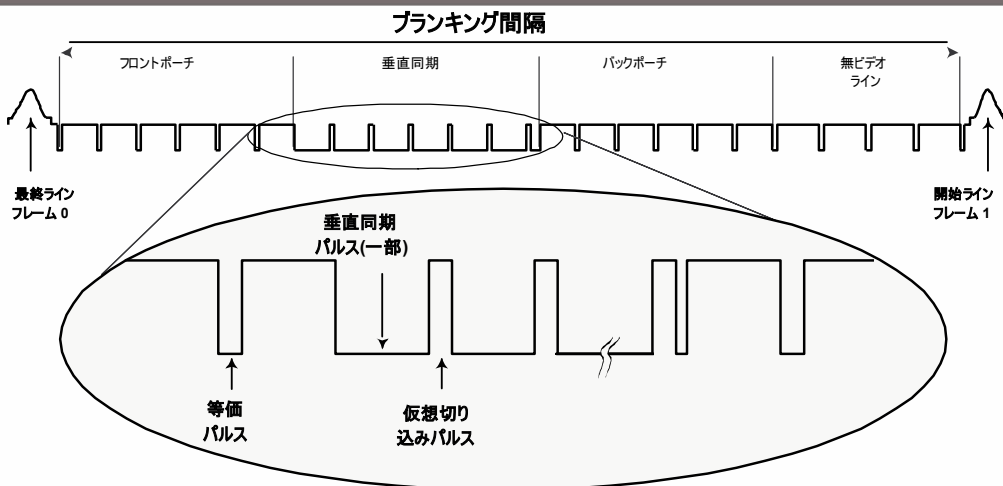 ブランキング間隔
フロントポーチ
垂直同期
バックポーチ
無ビデオ
ライン
最終ライン
フレーム 0
開始ライン
フレーム 1
垂直同期
パルス(一部)
等価
パルス
仮想切り
込みパルス